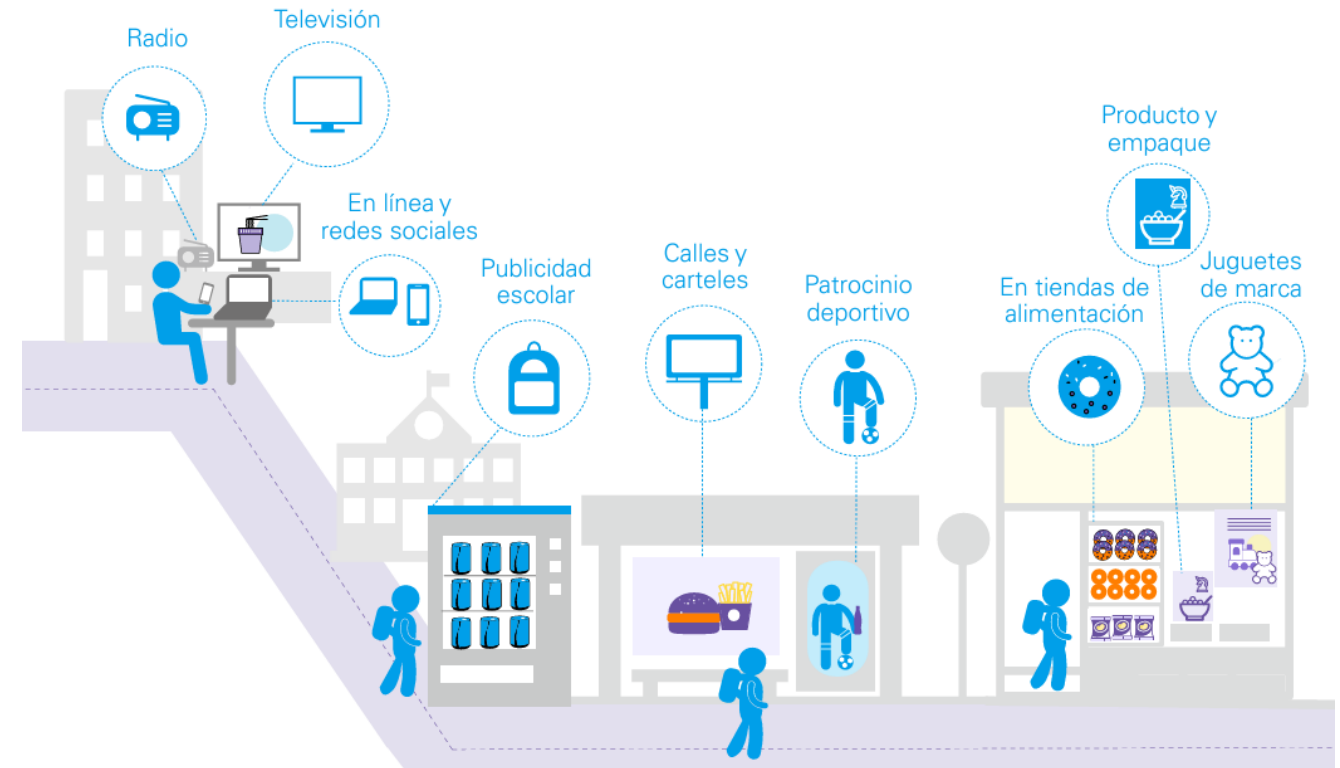 Radio
Televisión
En línea y
redes sociales
Publicidad
escolar
Calles y
carteles
Patrocinio
deportivo
En tiendas de
alimentación
Producto y
empaque
Juguetes
de marca